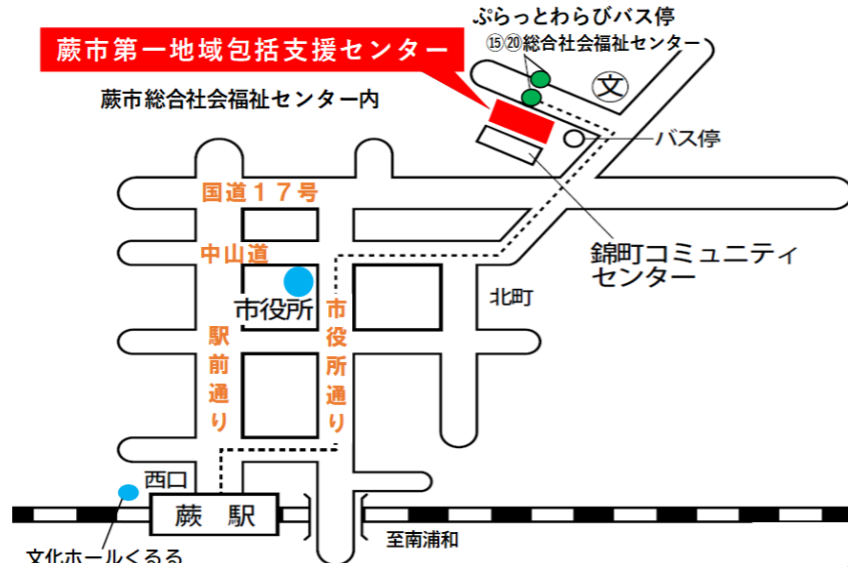 ぷらっとわらびバス停
⑮⑳総合社会福祉センター
蕨市第一地域包括支援センター
蕨市総合社会福祉センター内
文
バス停
国道１７号
中山道
錦町コミュニティ
センター
北町
市役所
市役所通り
駅前通り
西口
蕨 駅
至南浦和
文化ホールくるる